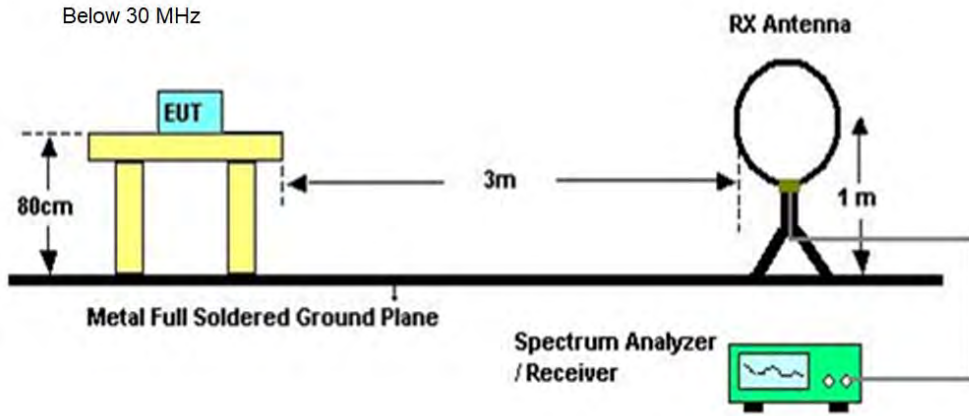 Below 30 MHz
RX Antenna
EUT
80cm
3m
1 m
Metal Full Soldered Ground Plane
Spectrum Analyzer
/ Receiver